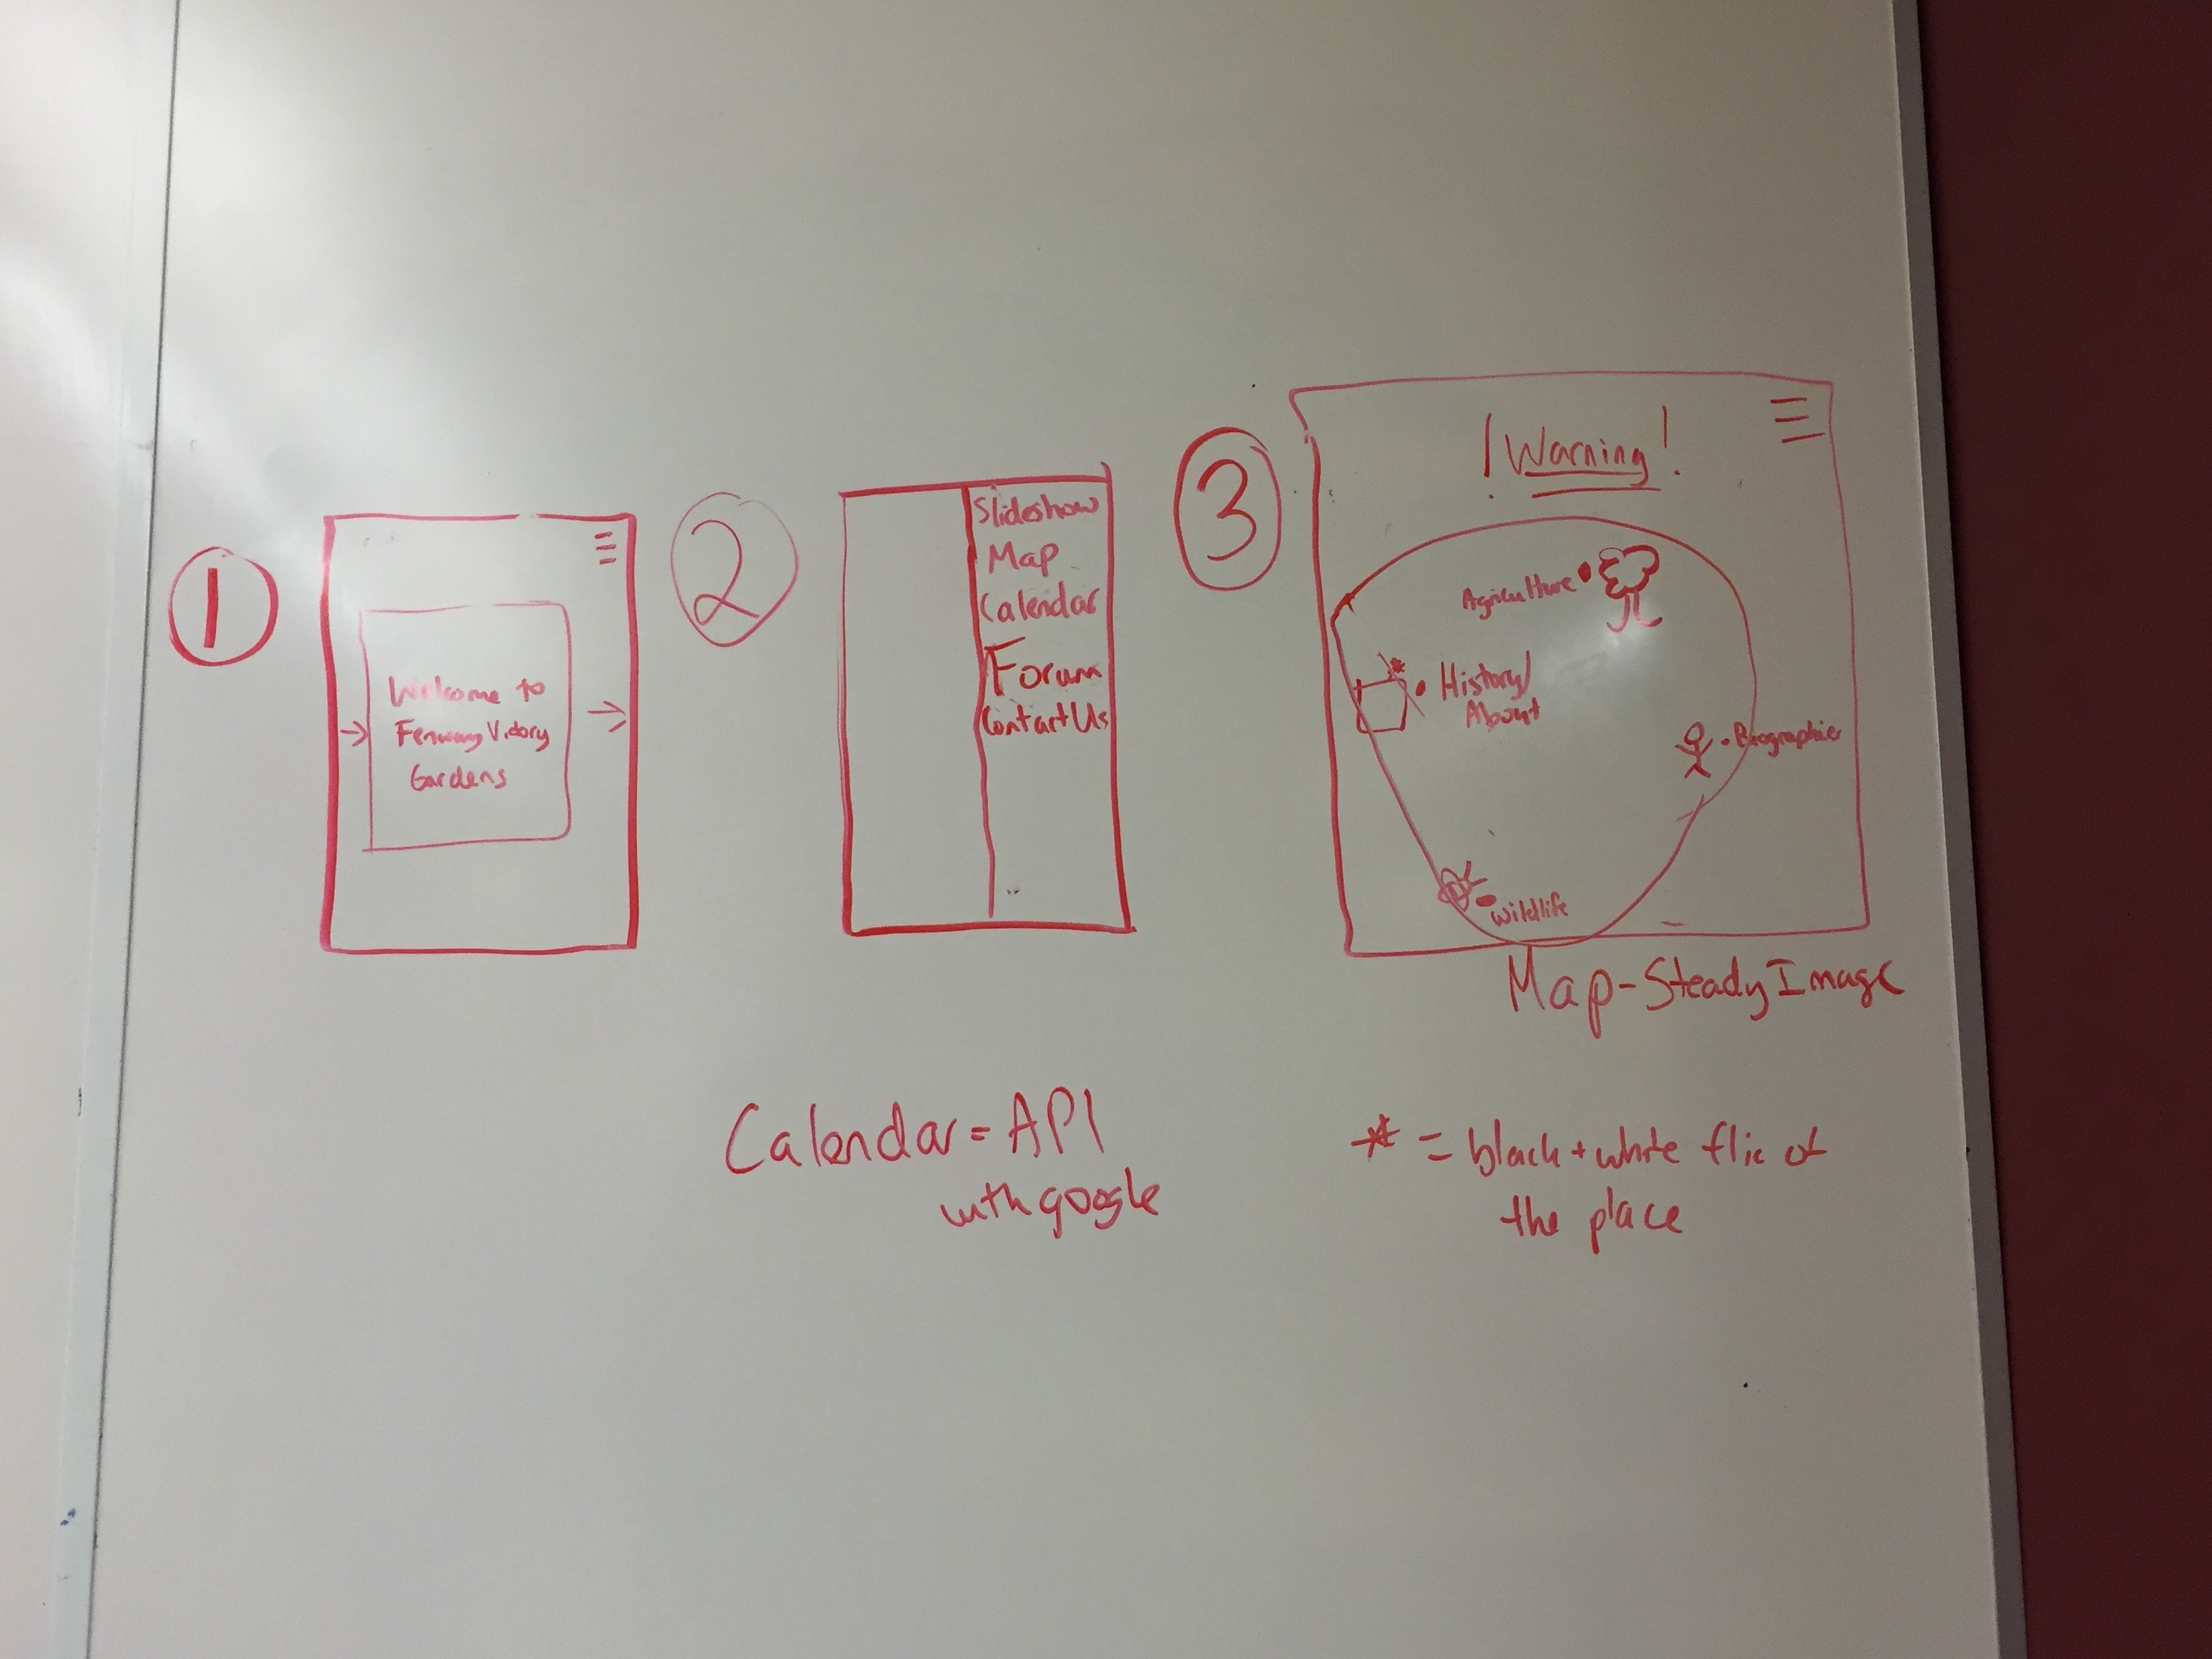 1
Welcome to
Fenway Victory
Gardens
2
Slideshow
Map
Calendar
Forum
Contact Us
3
! Warning!
Agriculture
* History/
About
Biographies
Wildlife
Map-Steady Image
Calendar = API
with google
* = black + white flic of
the place